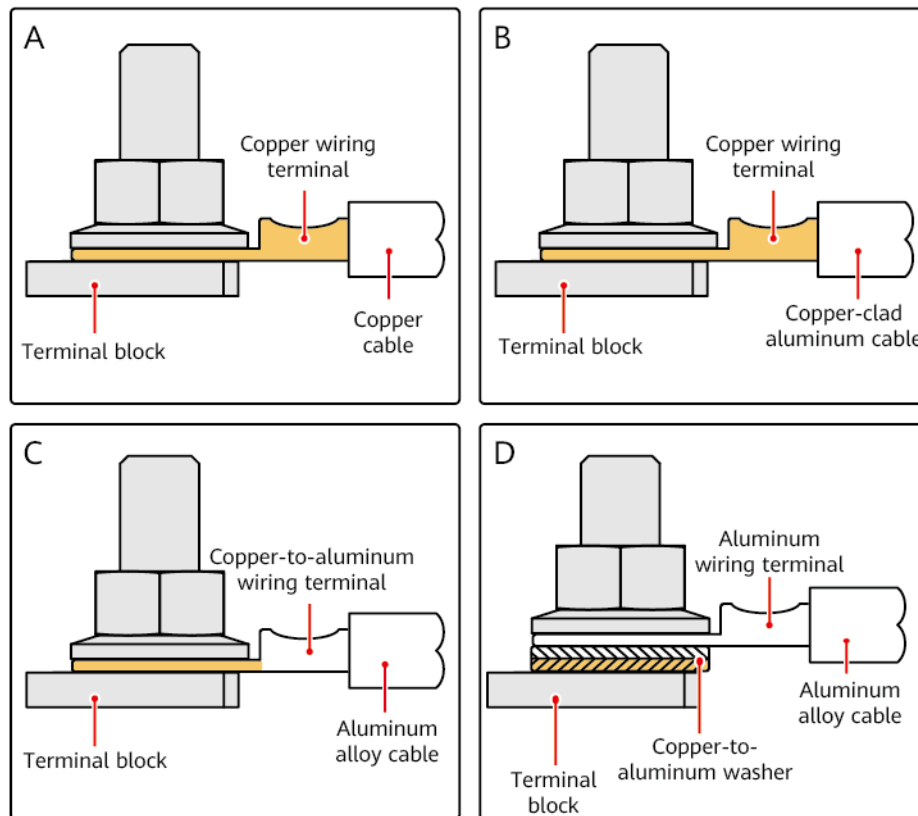 A
Copper wiring
terminal
Copper
cable
Terminal block
B
Copper wiring
terminal
Copper-clad
aluminum cable
Terminal block
C
Copper-to-aluminum
wiring terminal
Aluminum
alloy cable
Terminal block
D
Aluminum
wiring terminal
Aluminum
alloy cable
Copper-to-
aluminum washer
Terminal
block